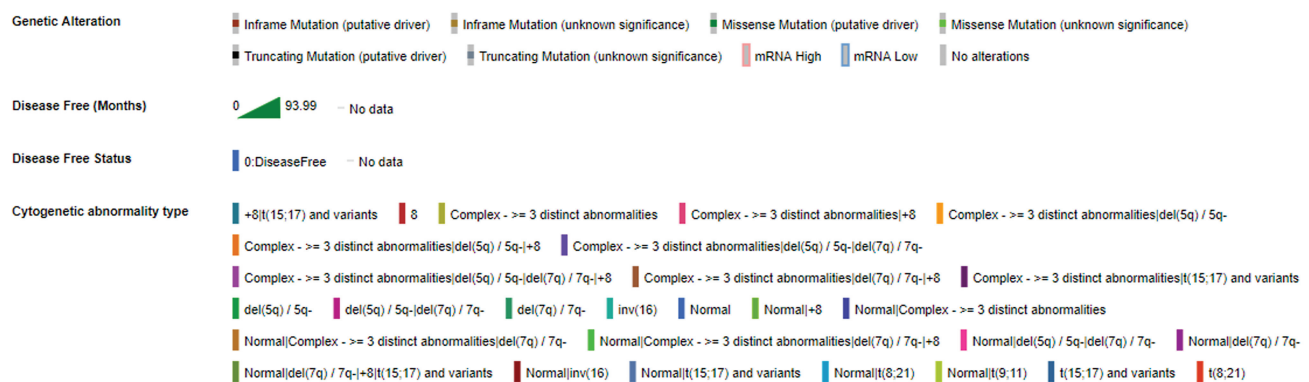 Genetic Alteration Inframe Mutation (putative driver) Inframe Mutation (unknown significance) Missense Mutation (putative driver) Missense Mutation (unknown significance)
Truncating Mutation (putative driver) Truncating Mutation (unknown significance) mRNA High mRNA Low No alterations
Disease Free (Months) 0 93.99 No data
Disease Free Status 0:DiseaseFree No data
Cytogenetic abnormality type +8|t(15;17) and variants 8 Complex - >= 3 distinct abnormalities Complex - >= 3 distinct abnormalities|+8 Complex - >= 3 distinct abnormalities|del(5q) / 5q-
Complex - >= 3 distinct abnormalities|del(5q) / 5q-|+8 Complex - >= 3 distinct abnormalities|del(5q) / 5q-|del(7q) / 7q-
Complex - >= 3 distinct abnormalities|del(5q) / 5q-|del(7q) / 7q-|+8 Complex - >= 3 distinct abnormalities|del(7q) / 7q-|+8 Complex - >= 3 distinct abnormalities|t(15;17) and variants
del(5q) / 5q- del(5q) / 5q-|del(7q) / 7q- del(7q) / 7q- inv(16) Normal Normal|+8 Normal|Complex - >= 3 distinct abnormalities
Normal|Complex - >= 3 distinct abnormalities|del(7q) / 7q- Normal|Complex - >= 3 distinct abnormalities|del(7q) / 7q-|+8 Normal|del(5q) / 5q-|del(7q) / 7q- Normal|del(7q) / 7q-
Normal|del(7q) / 7q-|+8|t(15;17) and variants Normal|inv(16) Normal|t(15;17) and variants Normal|t(8;21) Normal|t(9;11) t(15;17) and variants t(8;21)